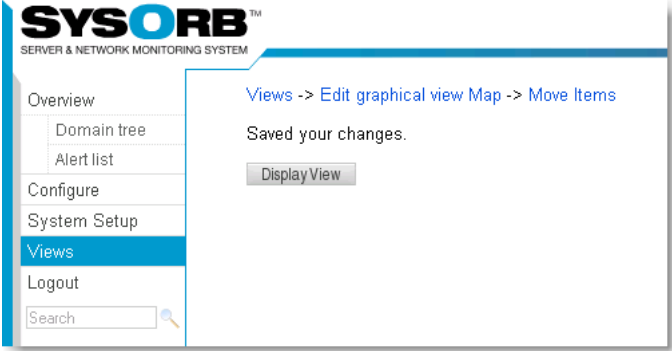 SYSORB™
SERVER & NETWORK MONITORING SYSTEM
Overview
Domain tree
Alert list
Configure
System Setup
Views
Logout
Search
Views -> Edit graphical view Map -> Move Items
Saved your changes.
Display View